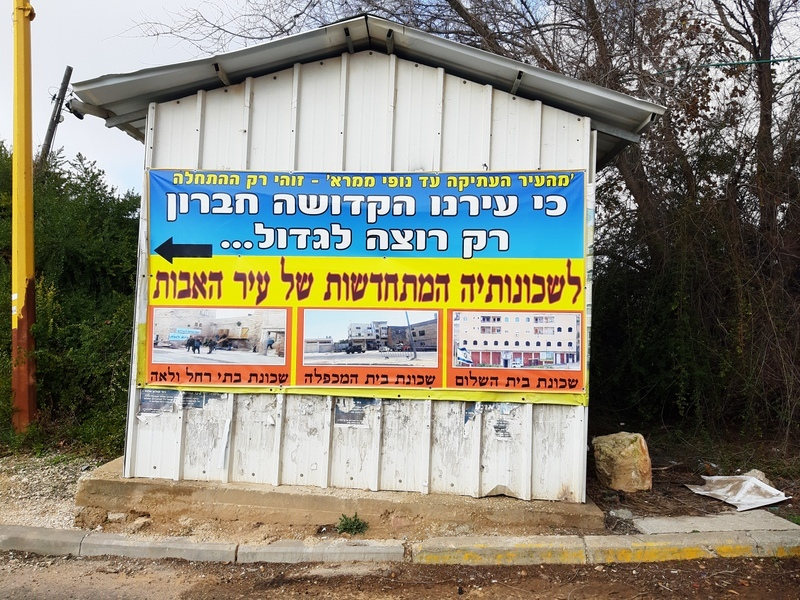 'מהעיר העתיקה עד נופי ממרא' - זוהי רק ההתחלה
כי עירנו הקדושה חברון
רק רוצה לגדול...
לשכונותיה המתחדשות של עיר האבות
שכונת בית השלום
שכונת בית המכפלה
שכונת בתי רחל ולאה